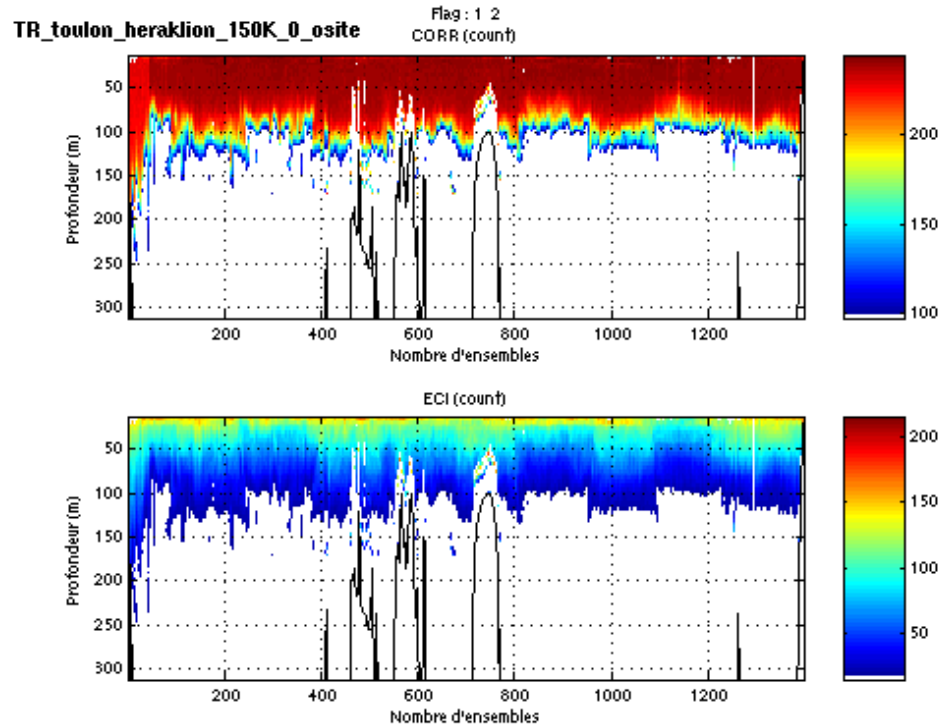 Flag : 1 2
TR_toulon_heraklion_150K_0_osite
CORR (count)
50
100
150
200
250
300
Profondeur (m)
200 400 600 800 1000 1200
Nombre d'ensembles
200
100
ECI (count)
50
100
150
200
250
300
Profondeur (m)
200 400 600 800 1000 1200
Nombre d'ensembles
200
150
100
50